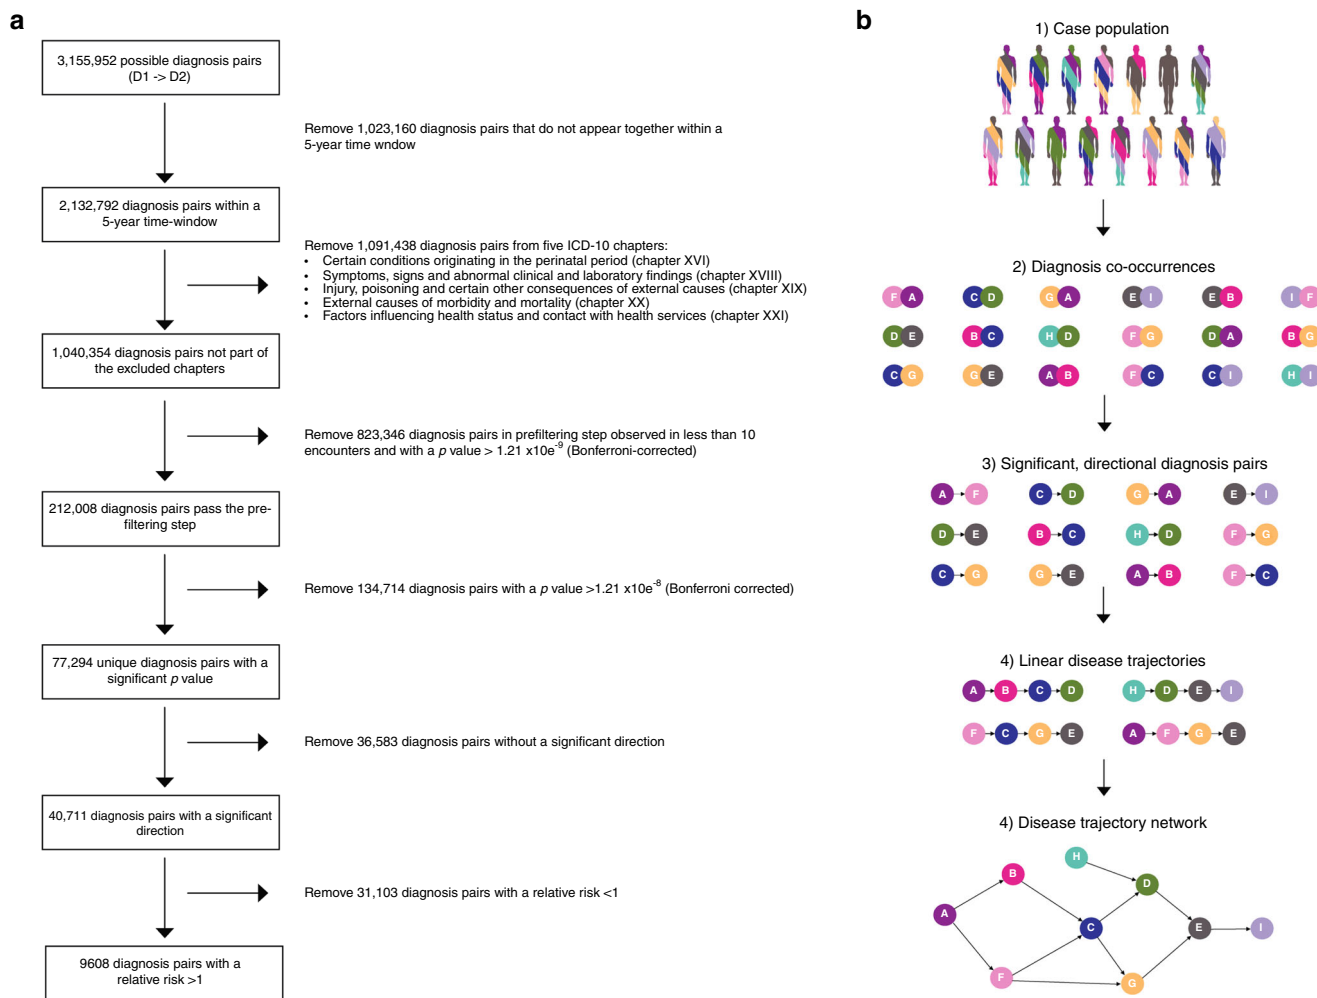 a
3,155,952 possible diagnosis pairs
(D1 -> D2)
Remove 1,023,160 diagnosis pairs that do not appear together within a
5-year time wndow
2,132,792 diagnosis pairs within a
5-year time-window
Remove 1,091,438 diagnosis pairs from five ICD-10 chapters:
• Certain conditions originating in the perinatal period (chapter XVI)
• Symptoms, signs and abnormal clinical and laboratory findings (chapter XVIII)
• Injury, poisoning and certain other consequences of external causes (chapter XIX)
• External causes of morbidity and mortality (chapter XX)
• Factors influencing health status and contact with health services (chapter XXI)
1,040,354 diagnosis pairs not part of
the excluded chapters
Remove 823,346 diagnosis pairs in prefiltering step observed in less than 10
encounters and with a p value > 1.21 x10e-9 (Bonferroni-corrected)
212,008 diagnosis pairs pass the pre-
filtering step
Remove 134,714 diagnosis pairs with a p value >1.21 x10e-8 (Bonferroni corrected)
77,294 unique diagnosis pairs with a
significant p value
Remove 36,583 diagnosis pairs without a significant direction
40,711 diagnosis pairs with a significant
direction
Remove 31,103 diagnosis pairs with a relative risk <1
9608 diagnosis pairs with a
relative risk >1
b
1) Case population
2) Diagnosis co-occurrences
F A C D G A E I E B I F
D E B C H D F G D A B G
C G G E A B F C C I H I
3) Significant, directional diagnosis pairs
A F C D G A E I
D E B C H D F G
C G G E A B F C
4) Linear disease trajectories
A B C D H D E I
F C G E A F G E
4) Disease trajectory network
H
B
D
A
C
E
I
F
G